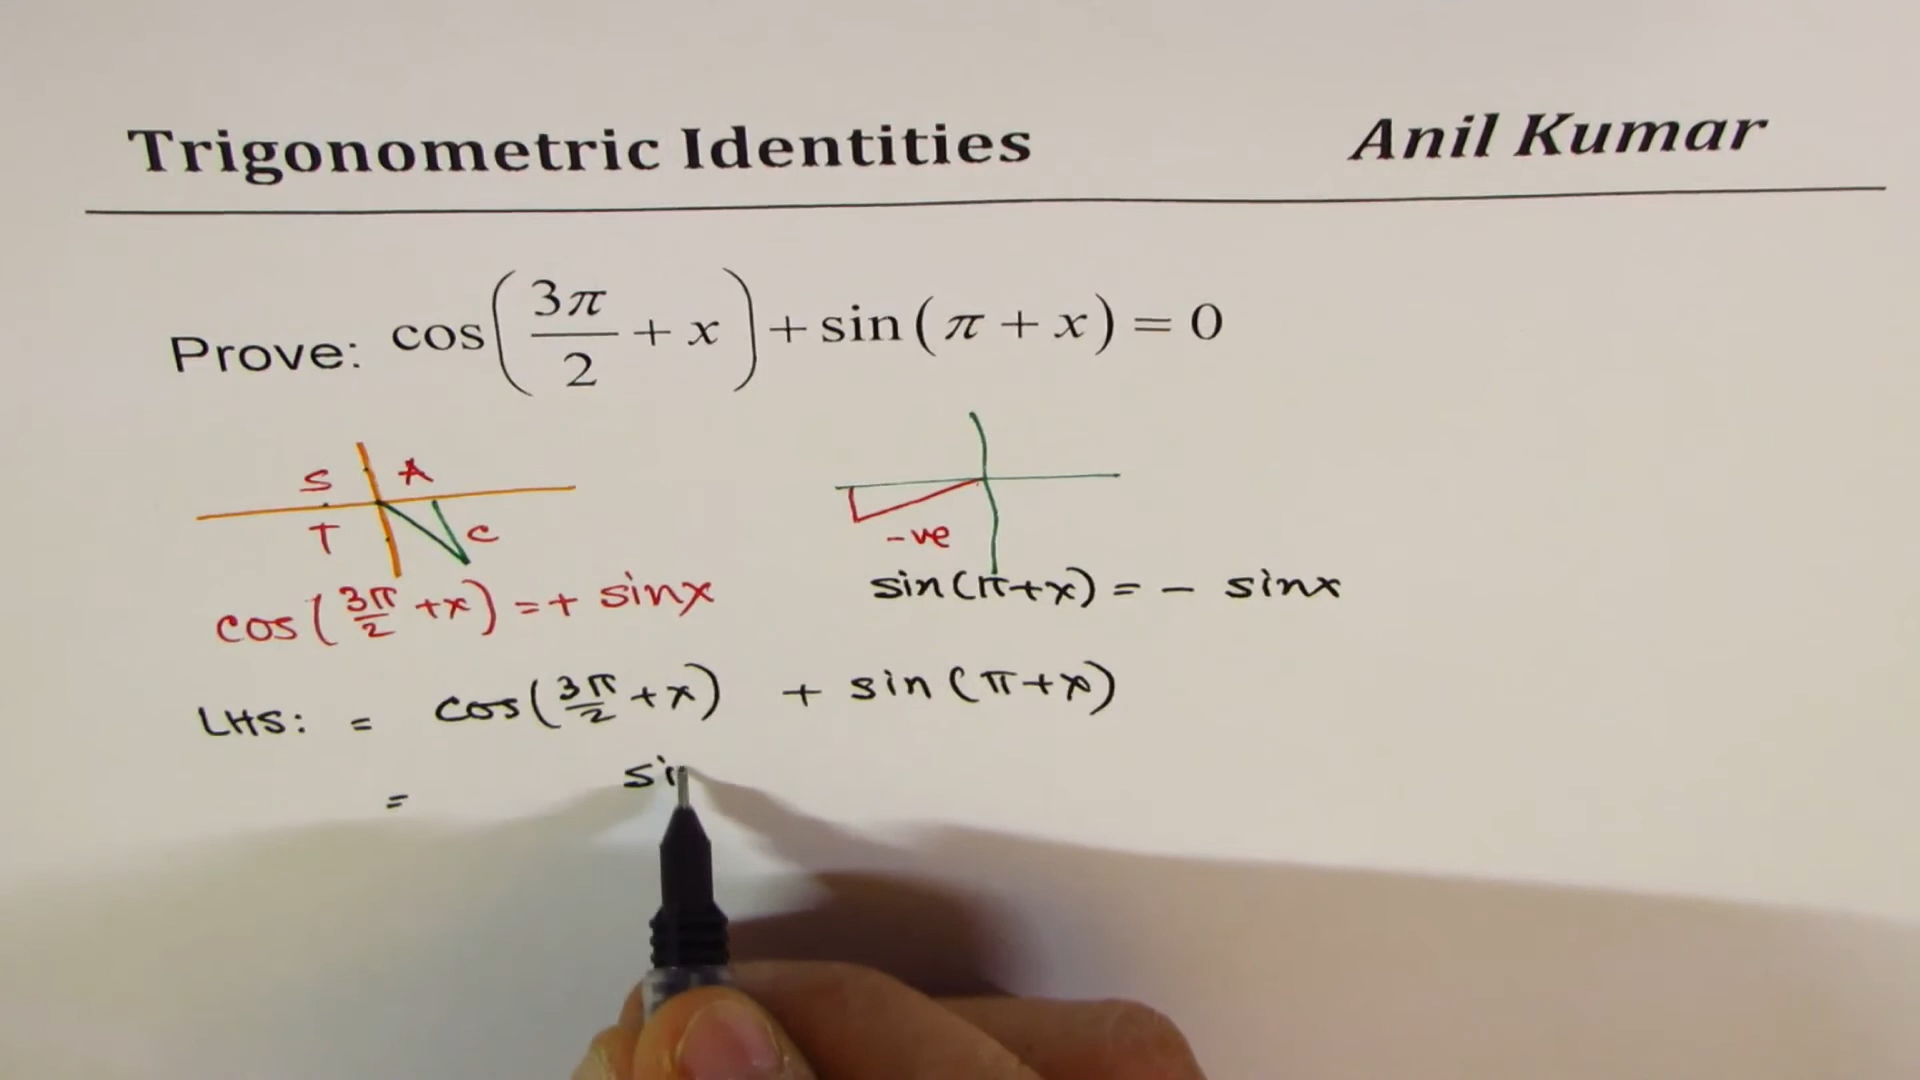 Trigonometric Identities Anil Kumar
Prove: cos(3π/2 + x) + sin(π + x) = 0
S A
T C
-ve
cos(3π/2 + x) = + sinx
sin(π+x) = - sinx
LHS: = cos(3π/2 + x) + sin(π+x)
= sin